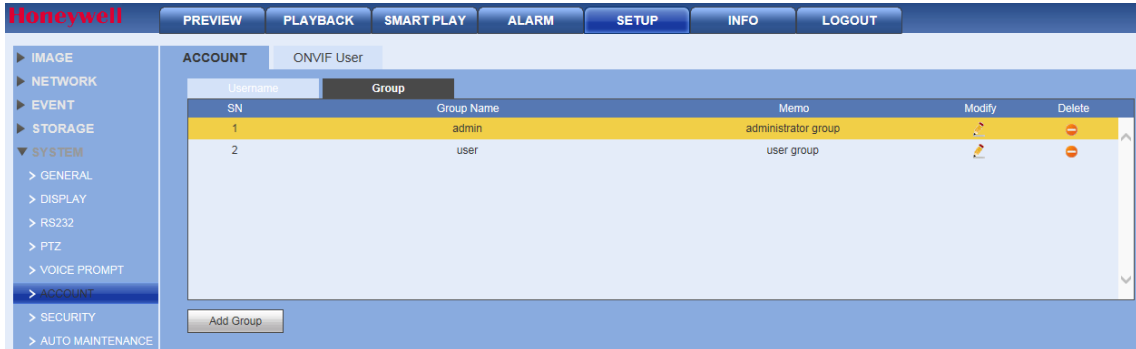 Honeywell
PREVIEW PLAYBACK SMART PLAY ALARM SETUP INFO LOGOUT
IMAGE
NETWORK
EVENT
STORAGE
SYSTEM
GENERAL
DISPLAY
RS232
PTZ
VOICE PROMPT
ACCOUNT
SECURITY
AUTO MAINTENANCE
ACCOUNT ONVIF User
Username Group
SN Group Name Memo Modify Delete
1 admin administrator group
2 user user group
Add Group